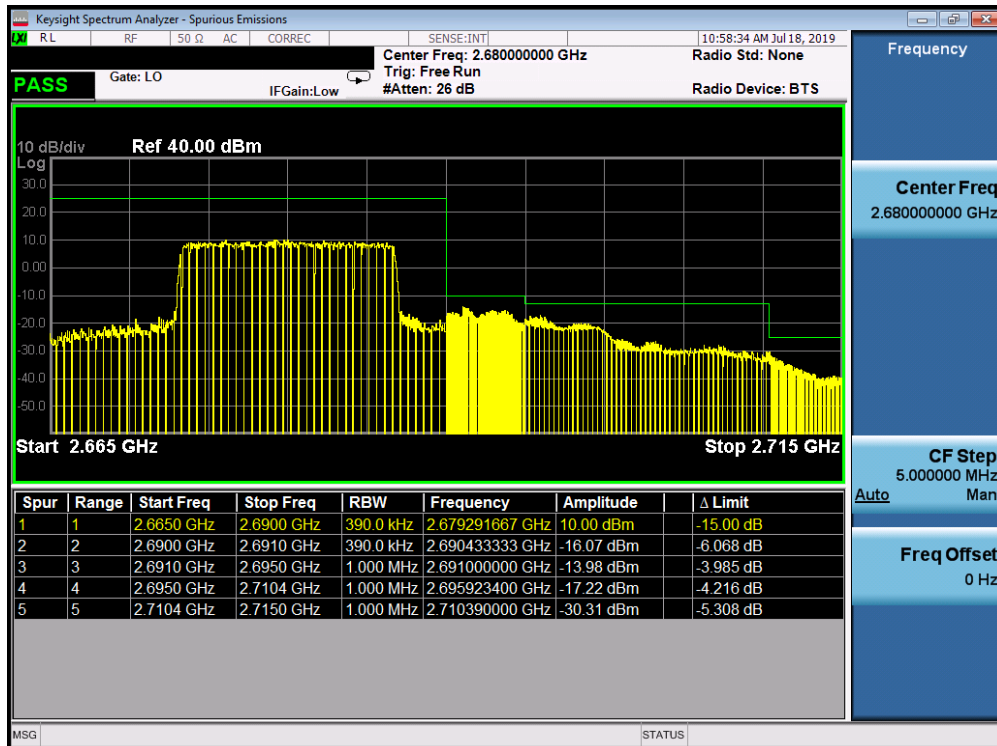 Keysight Spectrum Analyzer - Spurious Emissions
LXI RL RF 50 Ω AC CORREC SENSE:INT 10:58:34 AM Jul 18, 2019
Center Freq: 2.680000000 GHz Radio Std: None
Trig: Free Run
PASS Gate: LO IFGain:Low #Atten: 26 dB Radio Device: BTS
Frequency
10 dB/div Ref 40.00 dBm
Log
30.0
20.0
10.0
0.00
-10.0
-20.0
-30.0
-40.0
-50.0
Start 2.665 GHz Stop 2.715 GHz
Spur Range Start Freq Stop Freq RBW Frequency Amplitude Δ Limit
1 1 2.6650 GHz 2.6900 GHz 390.0 kHz 2.679291667 GHz 10.00 dBm -15.00 dB
2 2 2.6900 GHz 2.6910 GHz 390.0 kHz 2.690433333 GHz -16.07 dBm -6.068 dB
3 3 2.6910 GHz 2.6950 GHz 1.000 MHz 2.691000000 GHz -13.98 dBm -3.985 dB
4 4 2.6950 GHz 2.7104 GHz 1.000 MHz 2.695923400 GHz -17.22 dBm -4.216 dB
5 5 2.7104 GHz 2.7150 GHz 1.000 MHz 2.710390000 GHz -30.31 dBm -5.308 dB
Center Freq
2.680000000 GHz
CF Step
5.000000 MHz
Auto Man
Freq Offset
0 Hz
MSG STATUS